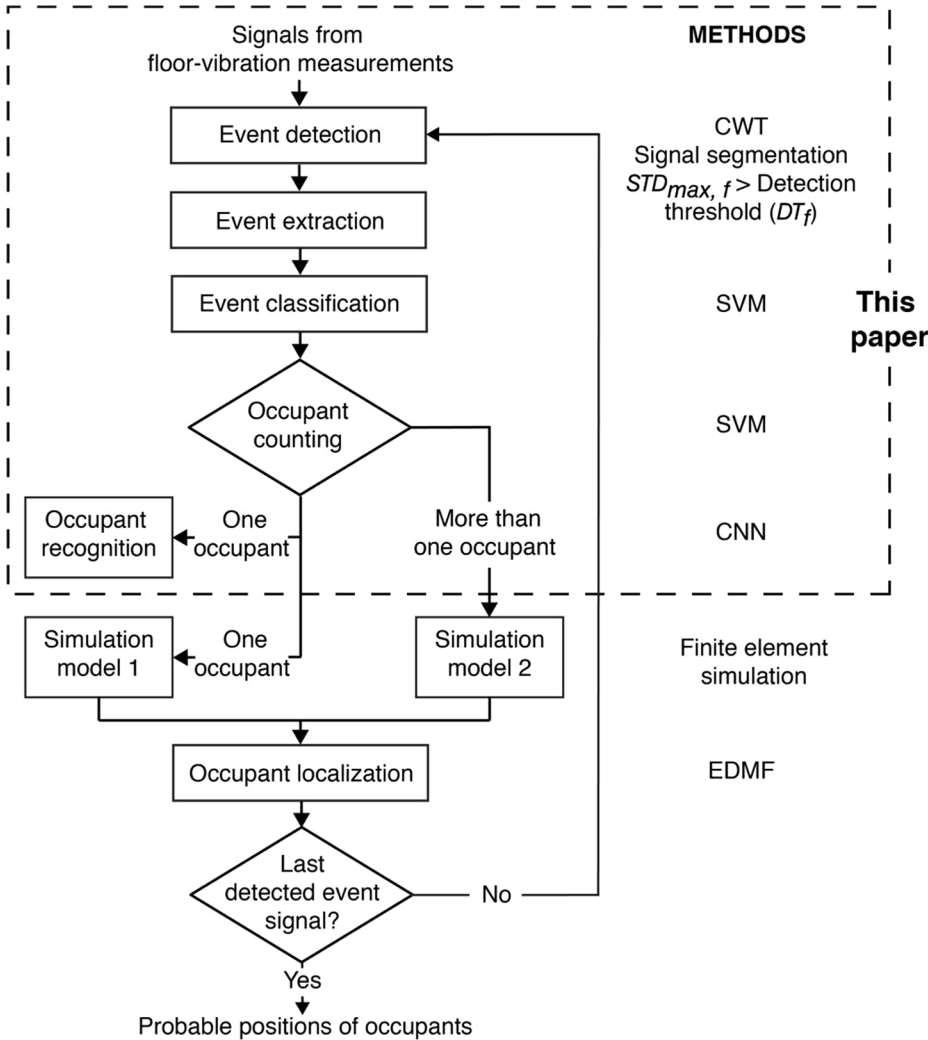 Signals from
floor-vibration measurements
METHODS
Event detection
CWT
Signal segmentation
STDmax, f > Detection
threshold (DTf)
Event extraction
Event classification
SVM
This
paper
Occupant
counting
SVM
Occupant
recognition
One
occupant
More than
one occupant
CNN
Simulation
model 1
One
occupant
Simulation
model 2
Finite element
simulation
Occupant localization
EDMF
Last
detected event
signal?
No
Yes
Probable positions of occupants